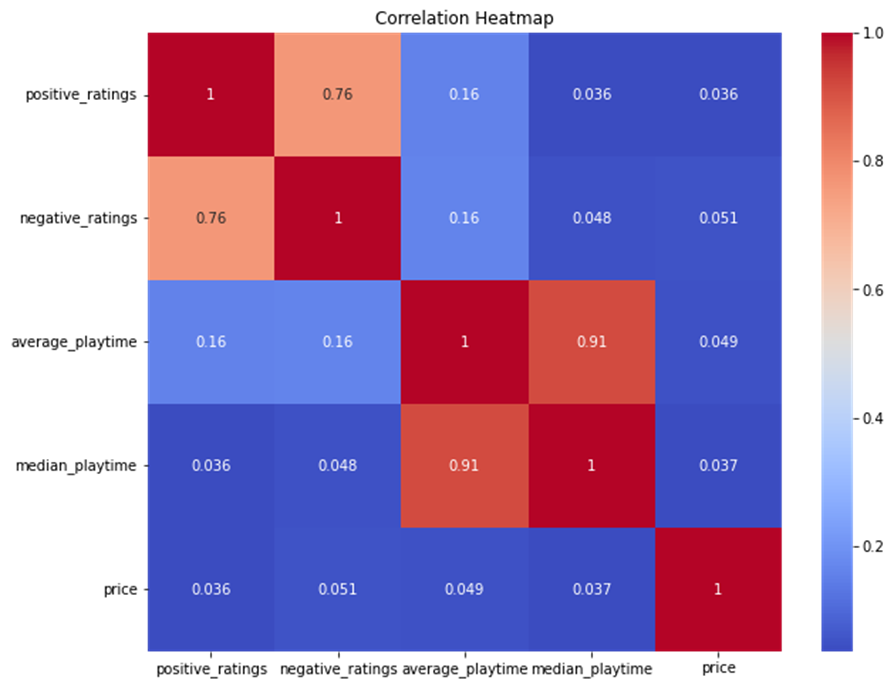 Correlation Heatmap
positive_ratings 1 0.76 0.16 0.036 0.036
negative_ratings 0.76 1 0.16 0.048 0.051
average_playtime 0.16 0.16 1 0.91 0.049
median_playtime 0.036 0.048 0.91 1 0.037
price 0.036 0.051 0.049 0.037 1
positive_ratings negative_ratings average_playtime median_playtime price
1.0
0.8
0.6
0.4
0.2